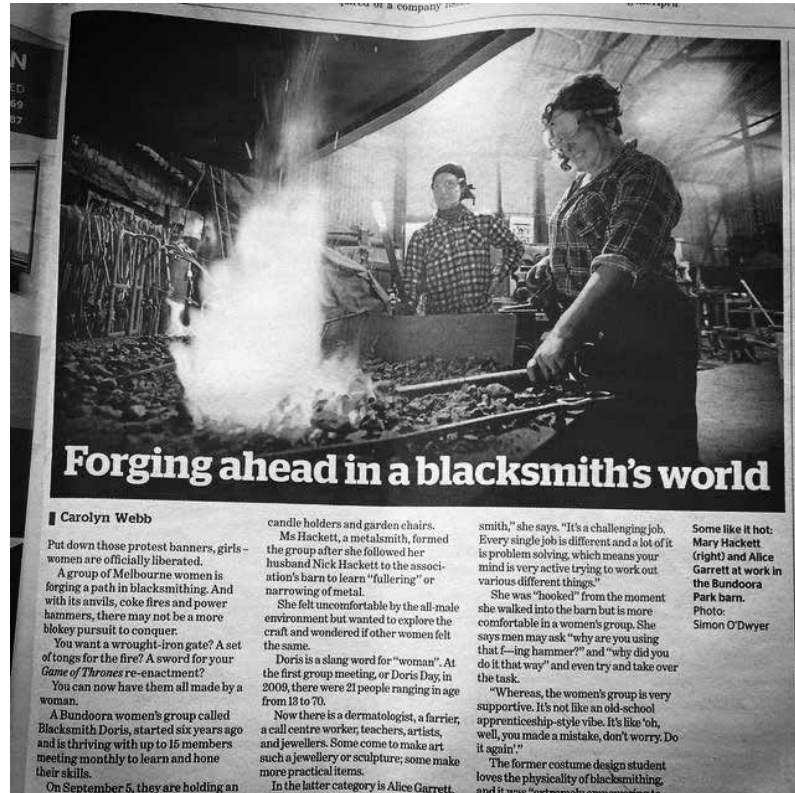 of a company
N
ED
69
87
Forging ahead in a blacksmith's world
Carolyn Webb
Put down those protest banners, girls –
women are officially liberated.
A group of Melbourne women is
forging a path in blacksmithing. And
with its anvils, coke fires and power
hammers, there may not be a more
blokey pursuit to conquer.
You want a wrought-iron gate? A set
of tongs for the fire? A sword for your
Game of Thrones re-enactment?
You can now have them all made by a
woman.
A Bundoora women's group called
Blacksmith Doris, started six years ago
and is thriving with up to 15 members
meeting monthly to learn and hone
their skills.
On September 5, they are holding an
candle holders and garden chairs.
Ms Hackett, a metalsmith, formed
the group after she followed her
husband Nick Hackett to the associ-
ation's barn to learn "fullering" or
narrowing of metal.
She felt uncomfortable by the all-male
environment but wanted to explore the
craft and wondered if other women felt
the same.
Doris is a slang word for "woman". At
the first group meeting, or Doris Day, in
2009, there were 21 people ranging in age
from 13 to 70.
Now there is a dermatologist, a farrier,
a call centre worker, teachers, artists,
and jewellers. Some come to make art
such a jewellery or sculpture; some make
more practical items.
In the latter category is Alice Garrett,
smith," she says. "It's a challenging job.
Every single job is different and a lot of it
is problem solving, which means your
mind is very active trying to work out
various different things."
She was "hooked" from the moment
she walked into the barn but is more
comfortable in a women's group. She
says men may ask "why are you using
that f—ing hammer?" and "why did you
do it that way" and even try and take over
the task.
"Whereas, the women's group is very
supportive. It's not like an old-school
apprenticeship-style vibe. It's like 'oh,
well, you made a mistake, don't worry. Do
it again'."
The former costume design student
loves the physicality of blacksmithing,
and it was "extremely empowering to
Some like it hot:
Mary Hackett
(right) and Alice
Garrett at work in
the Bundoora
Park barn.
Photo:
Simon O'Dwyer